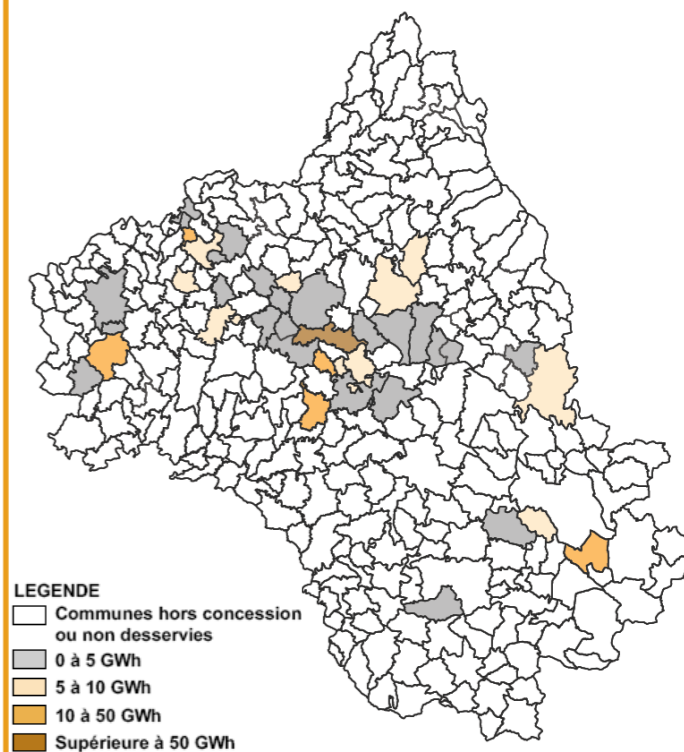 LEGENDE
Communes hors concession
ou non desservies
0 à 5 GWh
5 à 10 GWh
10 à 50 GWh
Supérieure à 50 GWh